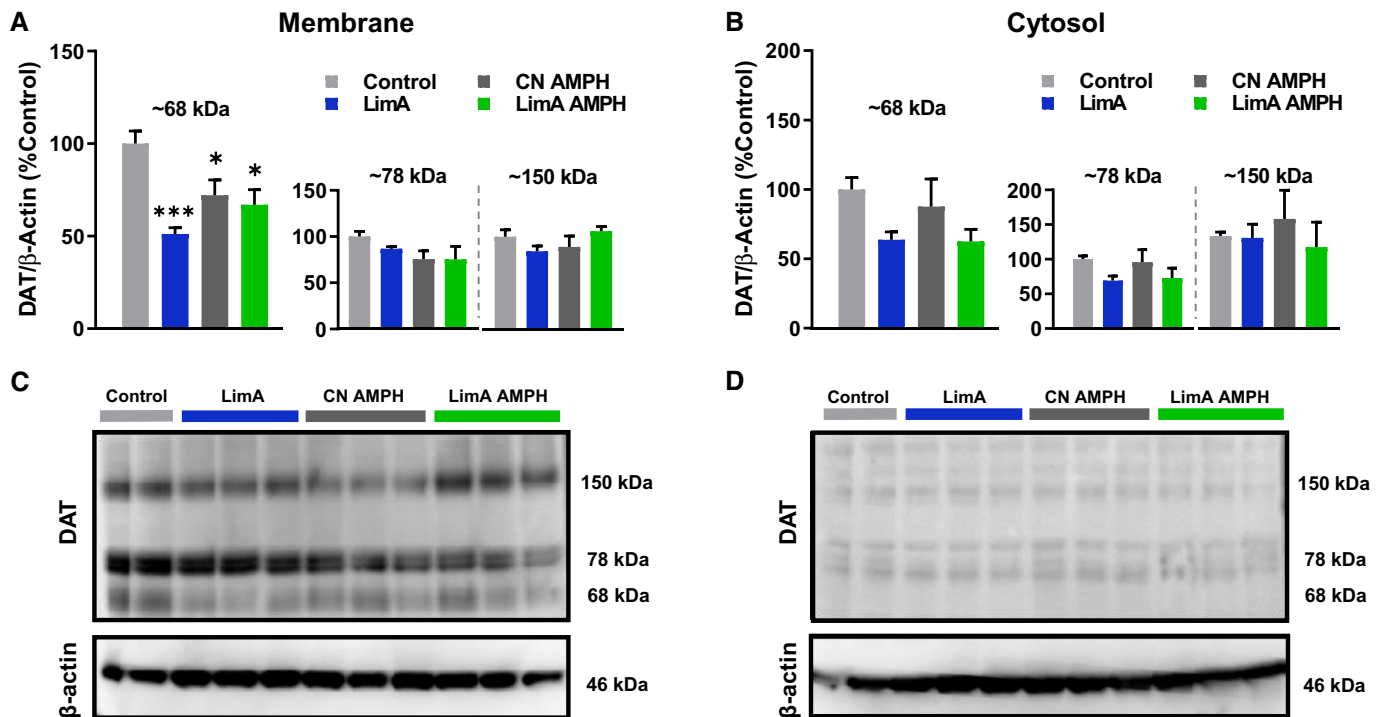 A
Membrane
DAT/β-Actin (%Control)
150
100
50
0
~68 kDa
***
*
*
Control
LimA
CN AMPH
LimA AMPH
~78 kDa
~150 kDa
150
100
50
0
B
Cytosol
DAT/β-Actin (%Control)
200
150
100
50
0
~68 kDa
Control
LimA
CN AMPH
LimA AMPH
~78 kDa
~150 kDa
200
150
100
50
0
C
Control LimA CN AMPH LimA AMPH
DAT
150 kDa
78 kDa
68 kDa
β-actin
46 kDa
D
Control LimA CN AMPH LimA AMPH
DAT
150 kDa
78 kDa
68 kDa
β-actin
46 kDa